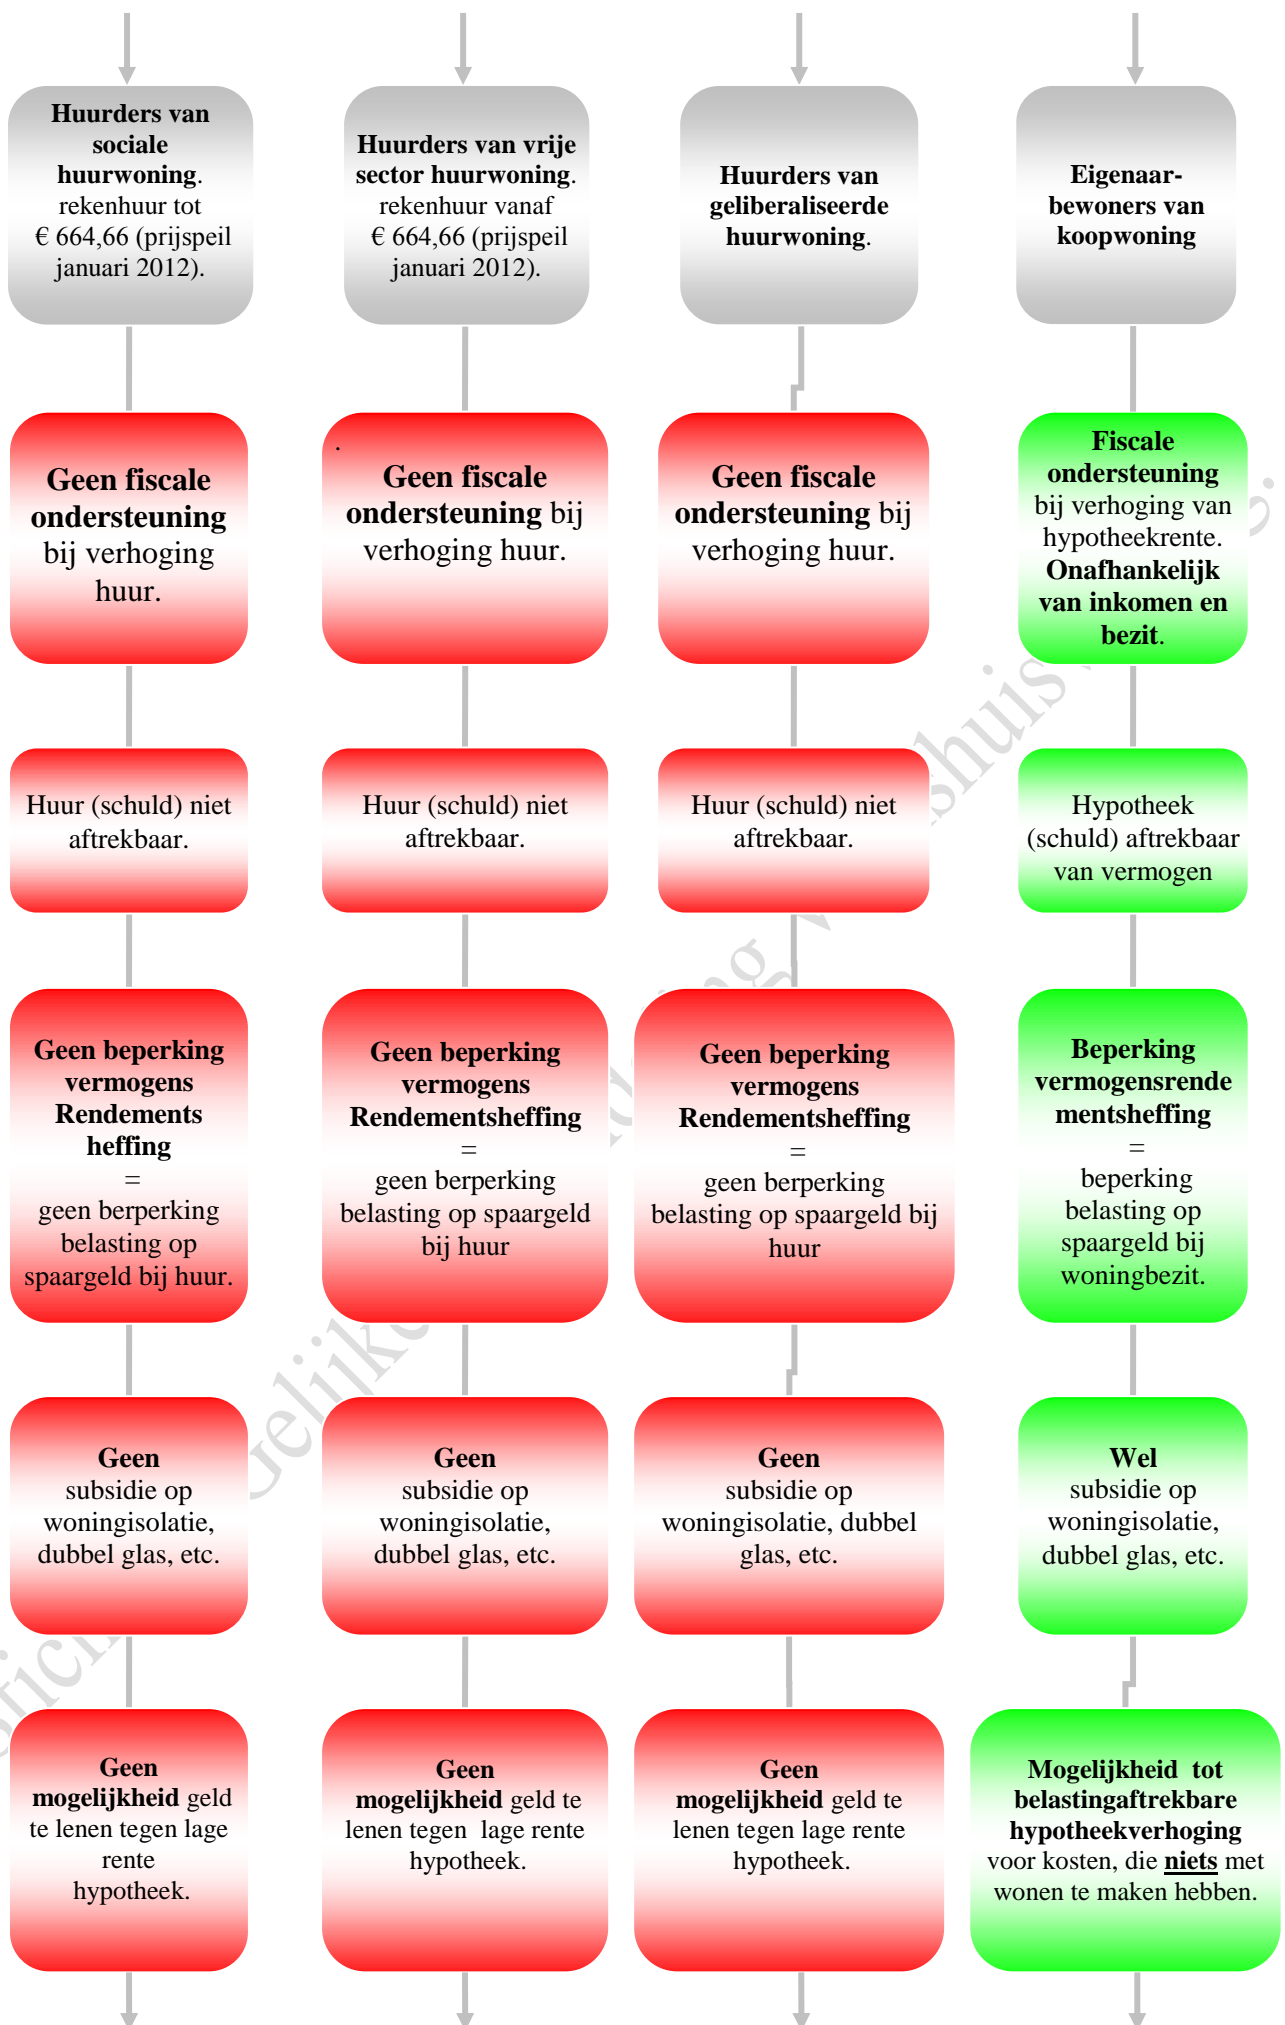 Huurders van
sociale
huurwoning.
rekenhuur tot
€ 664,66 (prijspeil
januari 2012).
Huurders van vrije
sector huurwoning.
rekenhuur vanaf
€ 664,66 (prijspeil
januari 2012).
Huurders van
geliberaliseerde
huurwoning.
Eigenaar-
bewoners van
koopwoning
Geen fiscale
ondersteuning
bij verhoging
huur.
.
Geen fiscale
ondersteuning bij
verhoging huur.
Geen fiscale
ondersteuning bij
verhoging huur.
Fiscale
ondersteuning
bij verhoging van
hypotheekrente.
Onafhankelijk
van inkomen en
bezit.
Huur (schuld) niet
aftrekbaar.
Huur (schuld) niet
aftrekbaar.
Huur (schuld) niet
aftrekbaar.
Hypotheek
(schuld) aftrekbaar
van vermogen
Geen beperking
vermogens
Rendements
heffing
=
geen berperking
belasting op
spaargeld bij huur.
Geen beperking
vermogens
Rendementsheffing
=
geen berperking
belasting op spaargeld
bij huur
Geen beperking
vermogens
Rendementsheffing
=
geen berperking
belasting op spaargeld bij
huur
Beperking
vermogensrende
mentsheffing
=
beperking
belasting op
spaargeld bij
woningbezit.
Geen
subsidie op
woningisolatie,
dubbel glas, etc.
Geen
subsidie op
woningisolatie,
dubbel glas, etc.
Geen
subsidie op
woningisolatie, dubbel
glas, etc.
Wel
subsidie op
woningisolatie,
dubbel glas, etc.
Geen
mogelijkheid geld
te lenen tegen lage
rente
hypotheek.
Geen
mogelijkheid geld te
lenen tegen  lage rente
hypotheek.
Geen
mogelijkheid geld te
lenen tegen lage rente
hypotheek.
Mogelijkheid  tot
belastingaftrekbare
hypotheekverhoging
voor kosten, die niets met
wonen te maken hebben.